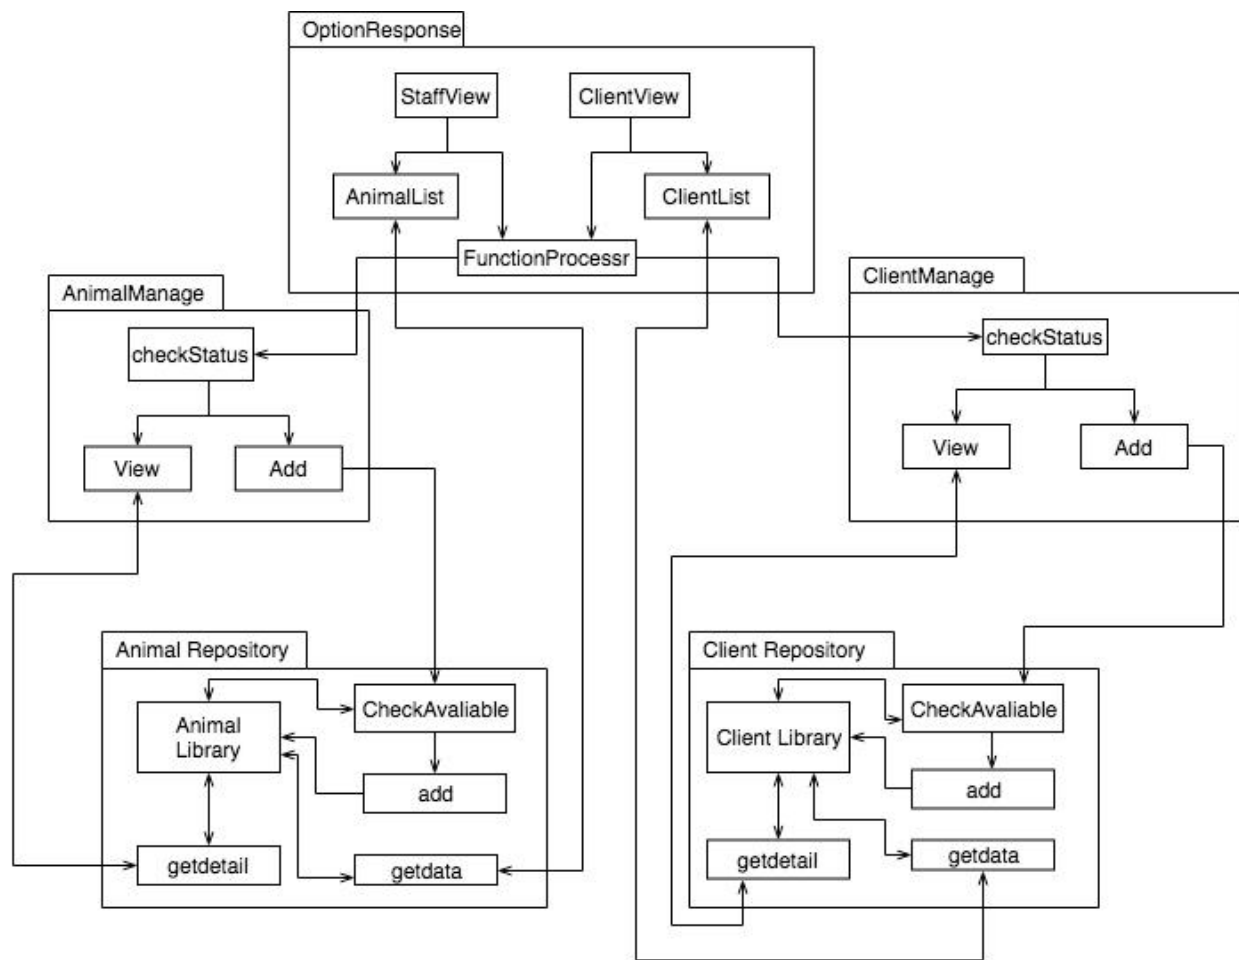 OptionResponse
StaffView
ClientView
AnimalList
ClientList
FunctionProcessr
AnimalManage
checkStatus
View
Add
ClientManage
checkStatus
View
Add
Animal Repository
Animal
Library
CheckAvaliable
add
getdetail
getdata
Client Repository
Client Library
CheckAvaliable
add
getdetail
getdata